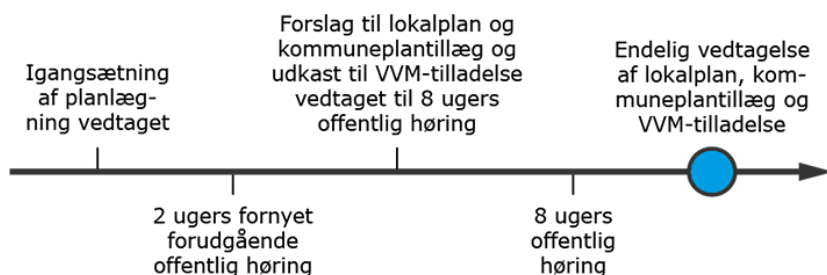 Igangsætning
af planlæg-
ning vedtaget
2 ugers fornyet
forudgående
offentlig høring
Forslag til lokalplan og
kommuneplantillæg og
udkast til VVM-tilladelse
vedtaget til 8 ugers
offentlig høring
8 ugers
offentlig
høring
Endelig vedtagelse
af lokalplan, kom-
muneplantillæg og
VVM-tilladelse